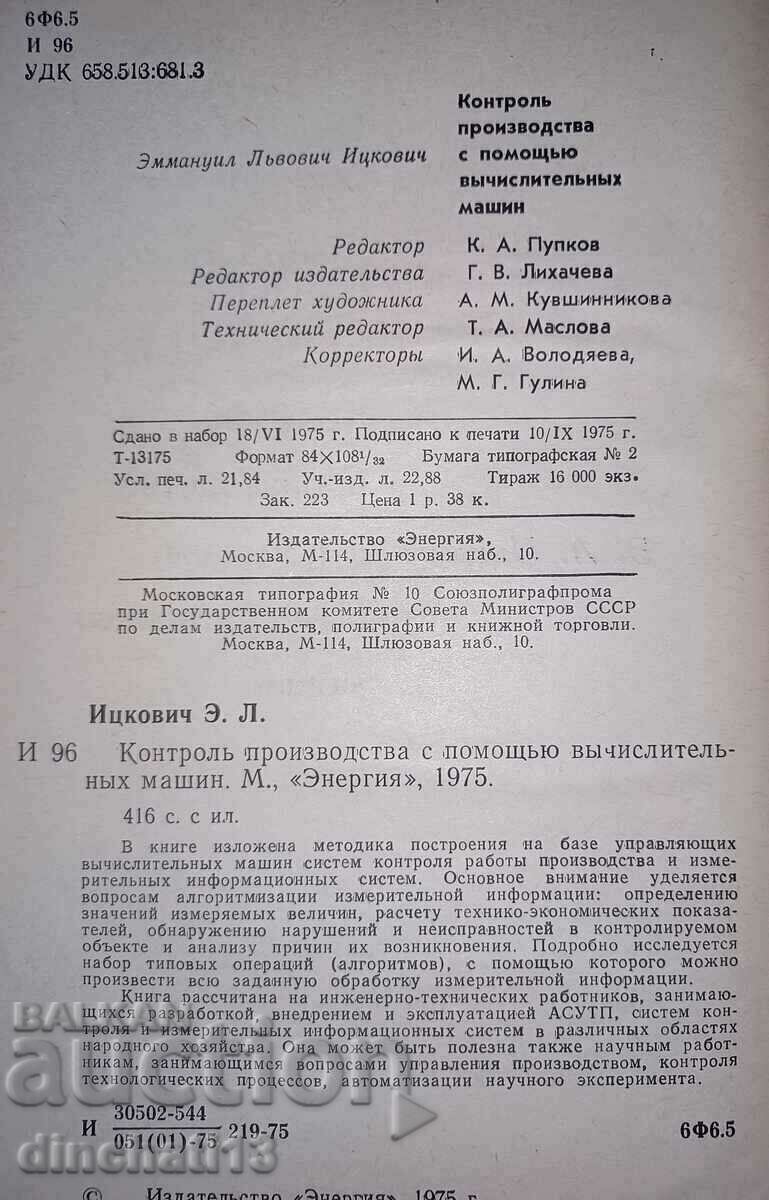 6Ф6.5
И 96
УДК 658.513:681.3
Эммануил Львович Ицкович
Контроль
производства
с помощью
вычислительных
машин
Редактор К. А. Пупков
Редактор издательства Г. В. Лихачева
Переплет художника А. М. Кувшинникова
Технический редактор Т. А. Маслова
Корректоры И. А. Володяева,
М. Г. Гулина
Сдано в набор 18/VI 1975 г. Подписано к печати 10/IX 1975 г.
Т-13175 Формат 84×108¹/₃₂ Бумага типографская № 2
Усл. печ. л. 21,84 Уч.-изд. л. 22,88 Тираж 16 000 экз.
Зак. 223 Цена 1 р. 38 к.
Издательство «Энергия»,
Москва, М-114, Шлюзовая наб., 10.
Московская типография № 10 Союзполиграфпрома
при Государственном комитете Совета Министров СССР
по делам издательств, полиграфии и книжной торговли.
Москва, М-114, Шлюзовая наб., 10.
Ицкович Э. Л.
И 96 Контроль производства с помощью вычислитель-
ных машин. М., «Энергия», 1975.
416 с. с ил.
В книге изложена методика построения на базе управляющих
вычислительных машин систем контроля работы производства и изме-
рительных информационных систем. Основное внимание уделяется
вопросам алгоритмизации измерительной информации: определению
значений измеряемых величин, расчету технико-экономических показа-
телей, обнаружению нарушений и неисправностей в контролируемом
объекте и анализу причин их возникновения. Подробно исследуется
набор типовых операций (алгоритмов), с помощью которого можно
произвести всю заданную обработку измерительной информации.
Книга рассчитана на инженерно-технических работников, занимаю-
щихся разработкой, внедрением и эксплуатацией АСУТП, систем кон-
троля и измерительных информационных систем в различных областях
народного хозяйства. Она может быть полезна также научным работ-
никам, занимающимся вопросами управления производством, контроля
технологических процессов, автоматизации научного эксперимента.
И 30502-544
051(01)-75 219-75 6Ф6.5
© Издательство «Энергия», 1975 г.
BALKAN
auction
dinchati13